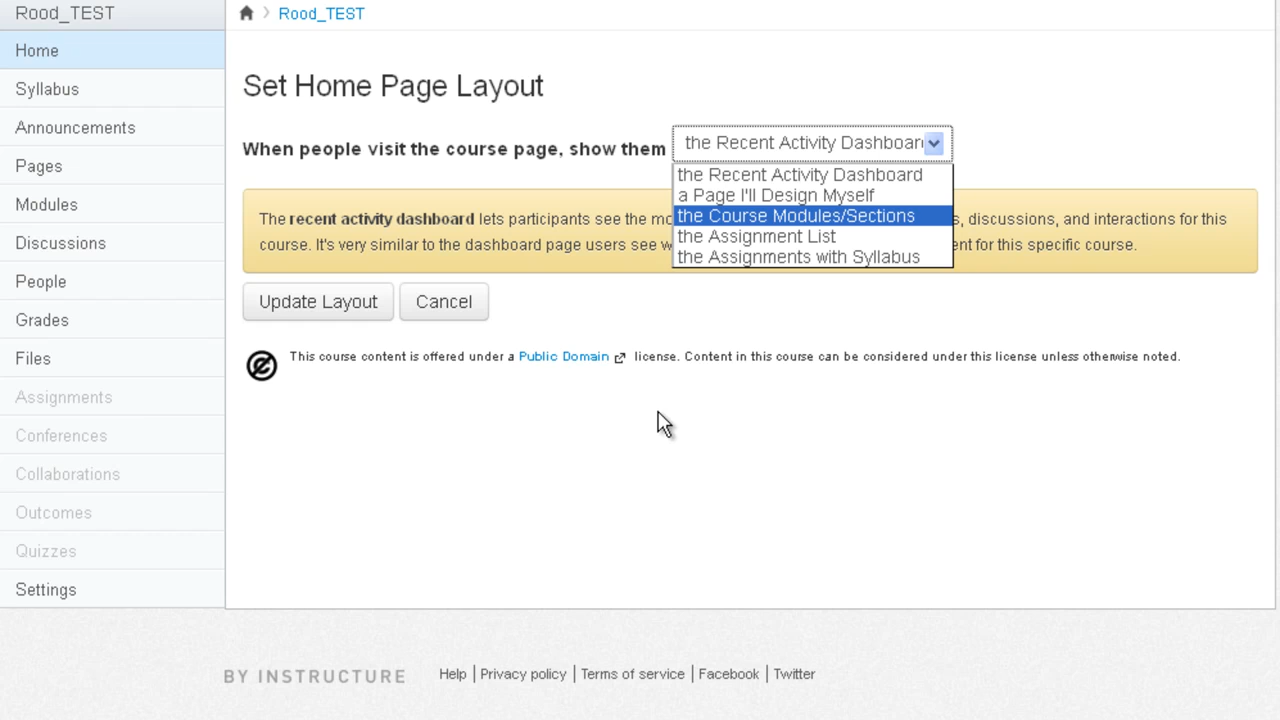 Rood_TEST
Home
Syllabus
Announcements
Pages
Modules
Discussions
People
Grades
Files
Assignments
Conferences
Collaborations
Outcomes
Quizzes
Settings
Rood_TEST
Set Home Page Layout
When people visit the course page, show them
the Recent Activity Dashboar
the Recent Activity Dashboard
a Page I'll Design Myself
the Course Modules/Sections
the Assignment List
the Assignments with Syllabus
The recent activity dashboard lets participants see the , discussions, and interactions for this
course. It's very similar to the dashboard page users see for this specific course.
Update Layout
Cancel
This course content is offered under a Public Domain license. Content in this course can be considered under this license unless otherwise noted.
BY INSTRUCTURE
Help | Privacy policy | Terms of service | Facebook | Twitter